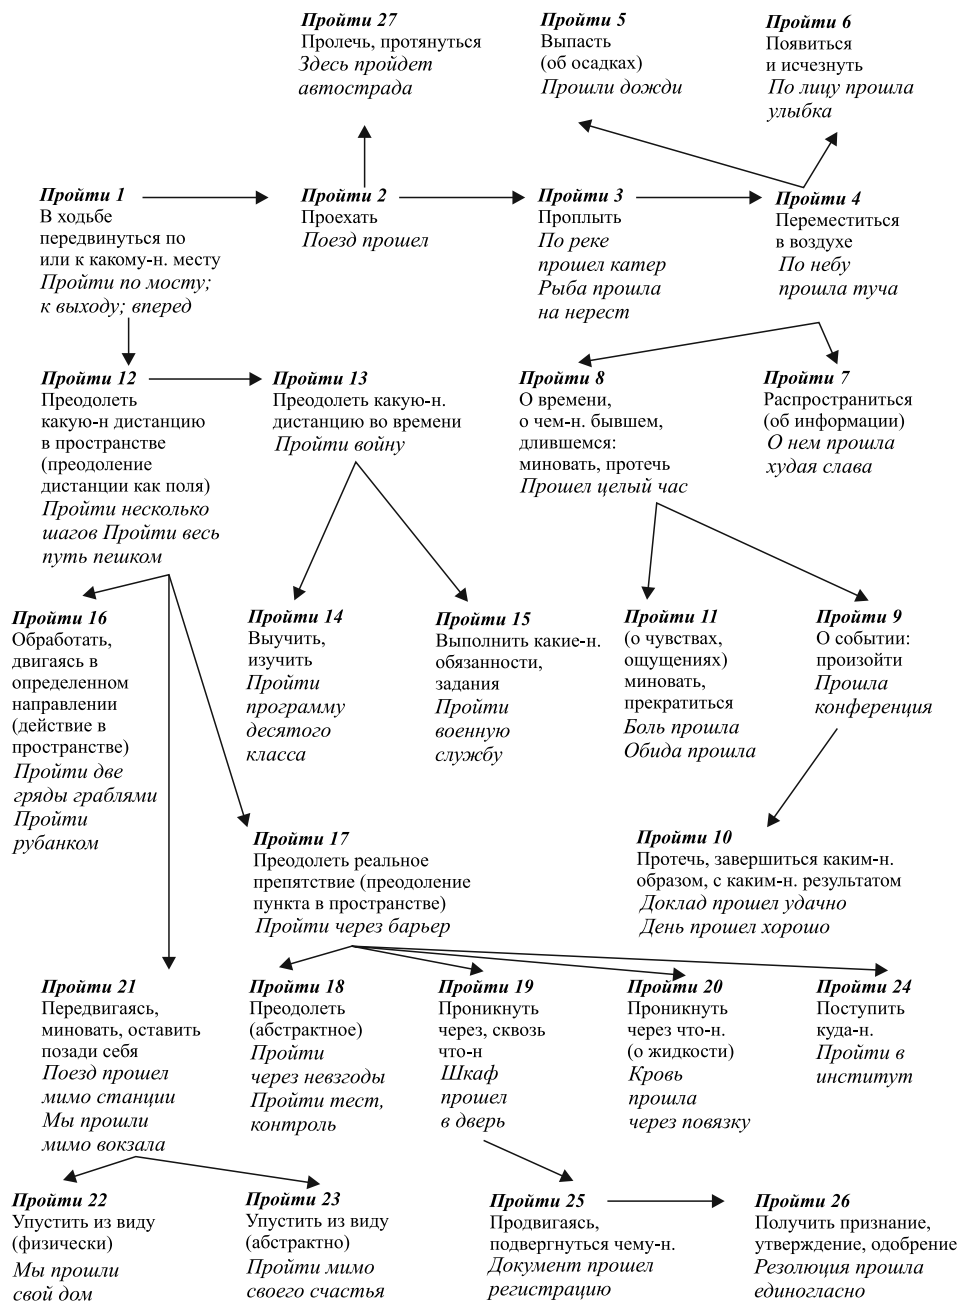 Пройти 27
Пролечь, протянуться
Здесь пройдет
автострада
Пройти 5
Выпасть
(об осадках)
Прошли дожди
Пройти 6
Появиться
и исчезнуть
По лицу прошла
улыбка
Пройти 1
В ходьбе
передвинуться по
или к какому-н. месту
Пройти по мосту;
к выходу; вперед
Пройти 2
Проехать
Поезд прошел
Пройти 3
Проплыть
По реке
прошел катер
Рыба прошла
на нерест
Пройти 4
Переместиться
в воздухе
По небу
прошла туча
Пройти 12
Преодолеть
какую-н дистанцию
в пространстве
(преодоление
дистанции как поля)
Пройти несколько
шагов Пройти весь
путь пешком
Пройти 13
Преодолеть какую-н.
дистанцию во времени
Пройти войну
Пройти 8
О времени,
о чем-н. бывшем,
длившемся:
миновать, протечь
Прошел целый час
Пройти 7
Распространиться
(об информации)
О нем прошла
худая слава
Пройти 16
Обработать,
двигаясь в
определенном
направлении
(действие в
пространстве)
Пройти две
гряды граблями
Пройти
рубанком
Пройти 14
Выучить,
изучить
Пройти
программу
десятого
класса
Пройти 15
Выполнить какие-н.
обязанности,
задания
Пройти
военную
службу
Пройти 11
(о чувствах,
ощущениях)
миновать,
прекратиться
Боль прошла
Обида прошла
Пройти 9
О событии:
произойти
Прошла
конференция
Пройти 17
Преодолеть реальное
препятствие (преодоление
пункта в пространстве)
Пройти через барьер
Пройти 10
Протечь, завершиться каким-н.
образом, с каким-н. результатом
Доклад прошел удачно
День прошел хорошо
Пройти 21
Передвигаясь,
миновать, оставить
позади себя
Поезд прошел
мимо станции
Мы прошли
мимо вокзала
Пройти 18
Преодолеть
(абстрактное)
Пройти
через невзгоды
Пройти тест,
контроль
Пройти 19
Проникнуть
через, сквозь
что-н
Шкаф
прошел
в дверь
Пройти 20
Проникнуть
через что-н.
(о жидкости)
Кровь
прошла
через повязку
Пройти 24
Поступить
куда-н.
Пройти в
институт
Пройти 22
Упустить из виду
(физически)
Мы прошли
свой дом
Пройти 23
Упустить из виду
(абстрактно)
Пройти мимо
своего счастья
Пройти 25
Продвигаясь,
подвергнуться чему-н.
Документ прошел
регистрацию
Пройти 26
Получить признание,
утверждение, одобрение
Резолюция прошла
единогласно